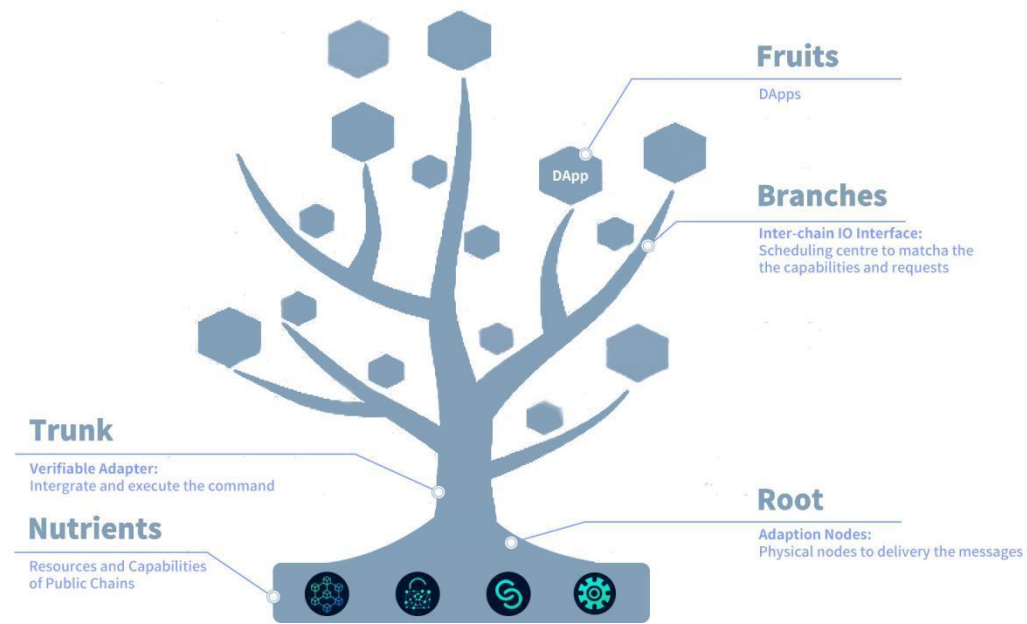 Fruits
DApps
DApp
Branches
Inter-chain IO Interface:
Scheduling centre to matcha the
the capabilities and requests
Trunk
Verifiable Adapter:
Intergrate and execute the command
Nutrients
Resources and Capabilities
of Public Chains
Root
Adaption Nodes:
Physical nodes to delivery the messages